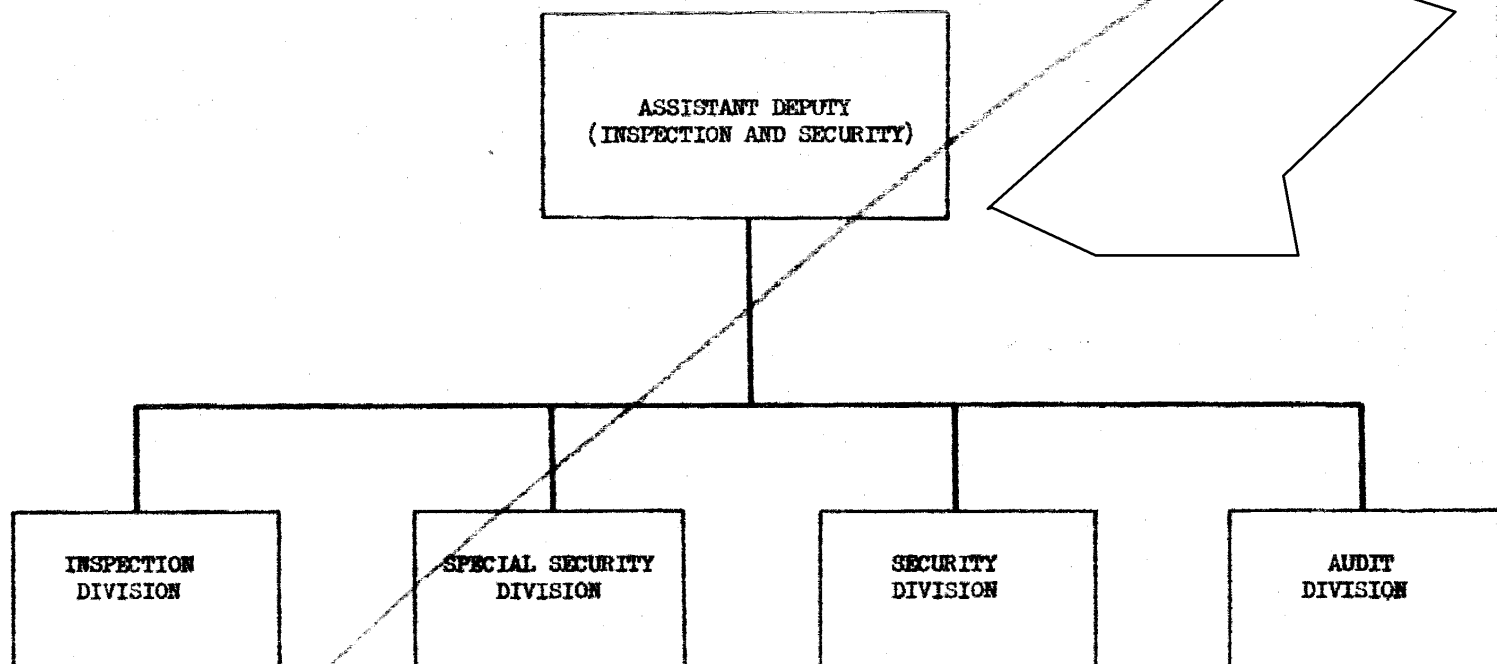 ASSISTANT DEPUTY
(INSPECTION AND SECURITY)
INSPECTION
DIVISION
SPECIAL SECURITY
DIVISION
SECURITY
DIVISION
AUDIT
DIVISION